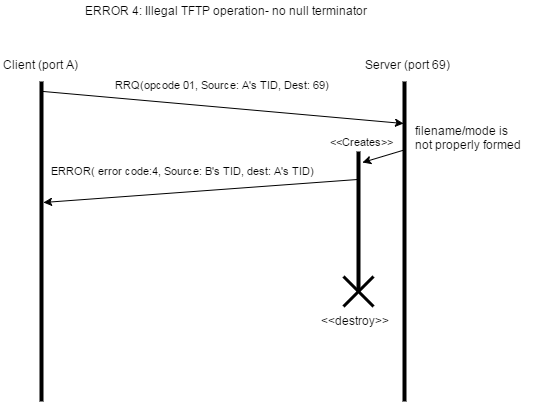 ERROR 4: Illegal TFTP operation- no null terminator
Client (port A)
Server (port 69)
RRQ(opcode 01, Source: A's TID, Dest: 69)
filename/mode is
not properly formed
<<Creates>>
ERROR( error code:4, Source: B's TID, dest: A's TID)
<<destroy>>